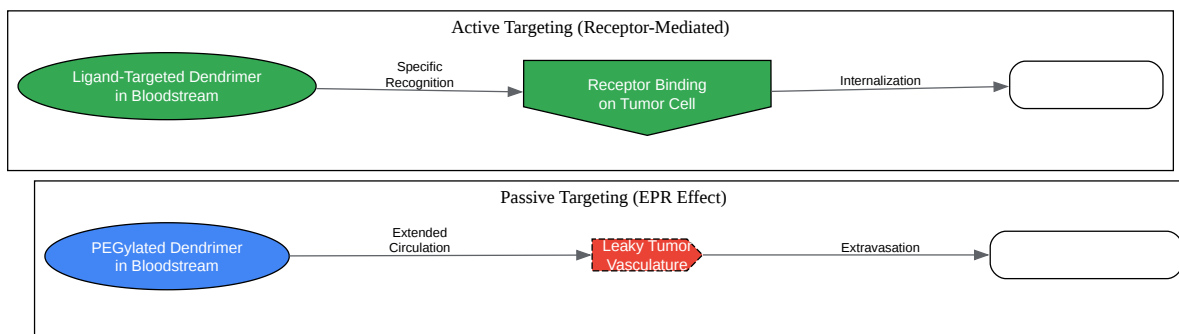 Active Targeting (Receptor-Mediated)
Ligand-Targeted Dendrimer
in Bloodstream
Specific
Recognition
Receptor Binding
on Tumor Cell
Internalization
Passive Targeting (EPR Effect)
PEGylated Dendrimer
in Bloodstream
Extended
Circulation
Leaky Tumor
Vasculature
Extravasation